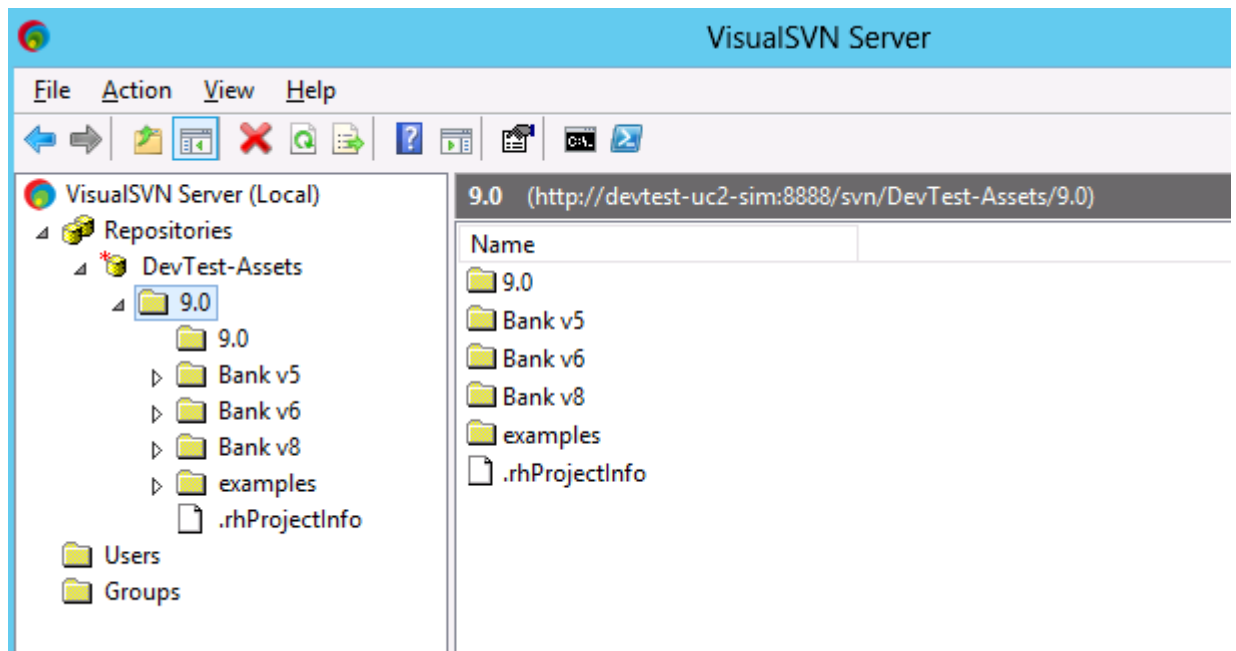 VisualSVN Server
File Action View Help
VisualSVN Server (Local)
Repositories
DevTest-Assets
9.0
9.0
Bank v5
Bank v6
Bank v8
examples
.rhProjectInfo
Users
Groups
9.0 (http://devtest-uc2-sim:8888/svn/DevTest-Assets/9.0)
Name
9.0
Bank v5
Bank v6
Bank v8
examples
.rhProjectInfo